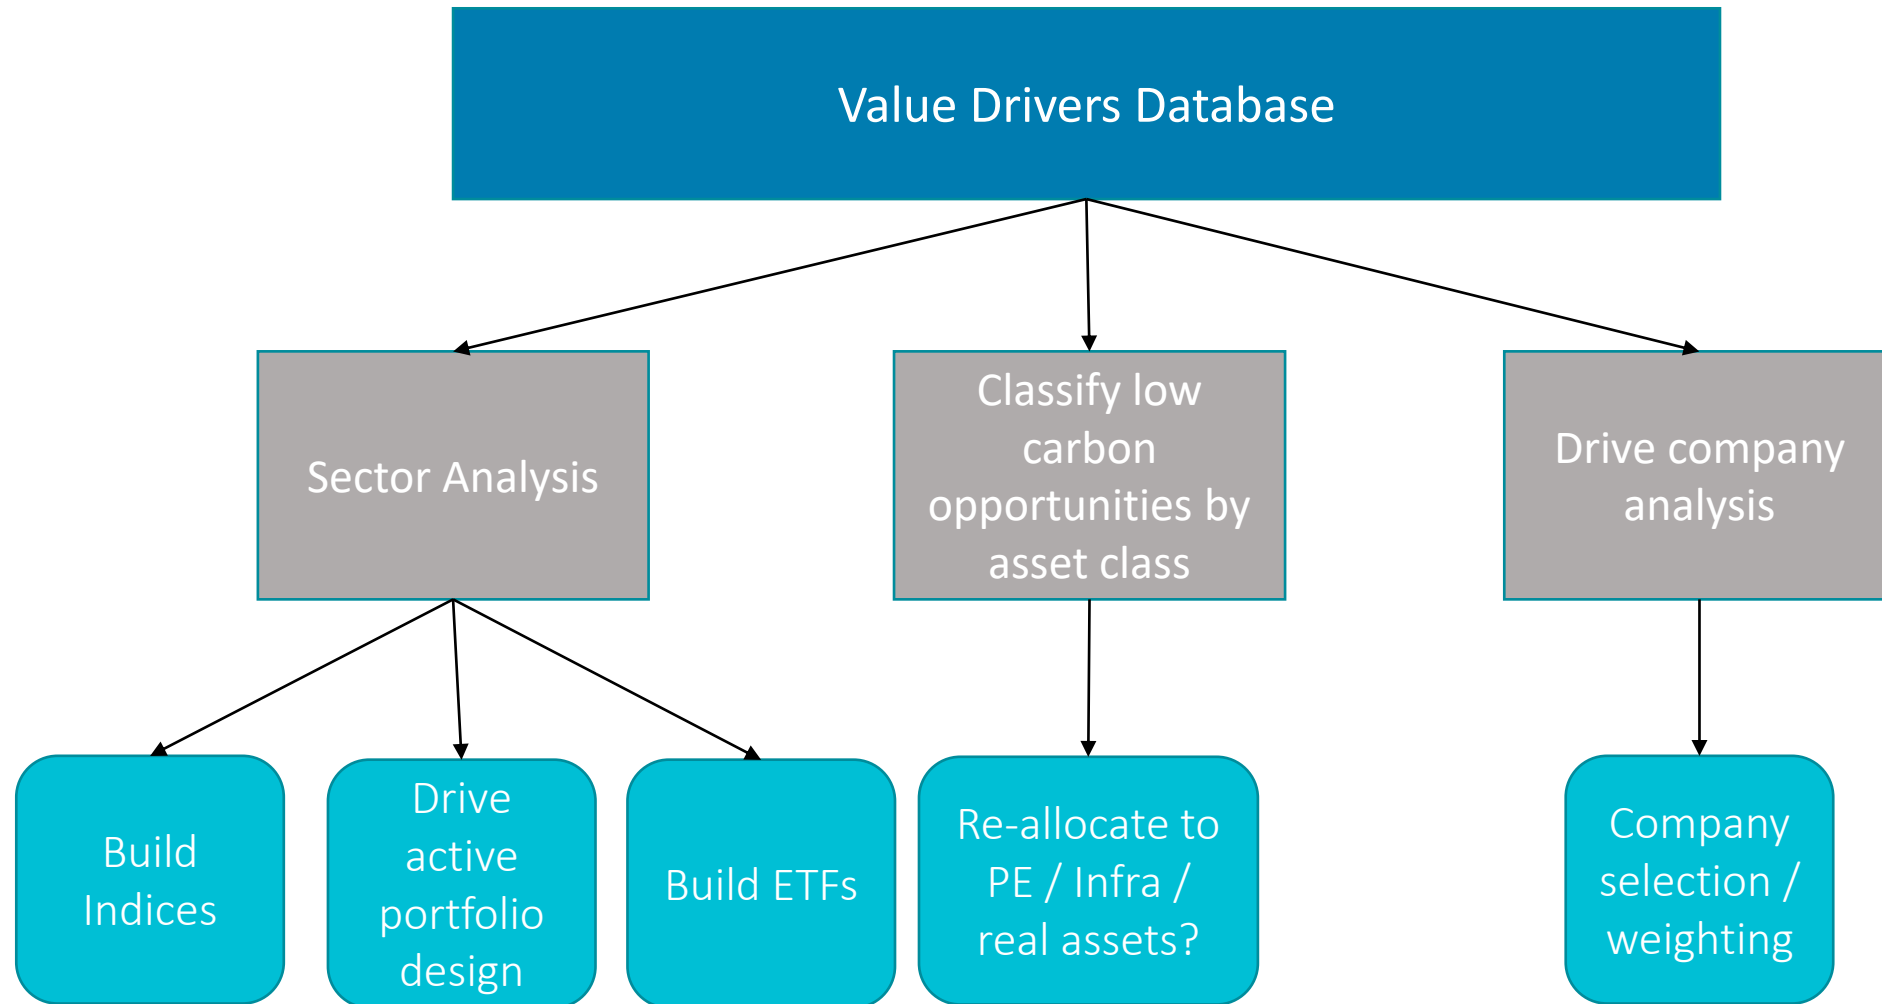 Value Drivers Database
Sector Analysis
Classify low
carbon
opportunities by
asset class
Drive company
analysis
Build
Indices
Drive
active
portfolio
design
Build ETFs
Re-allocate to
PE / Infra /
real assets?
Company
selection /
weighting